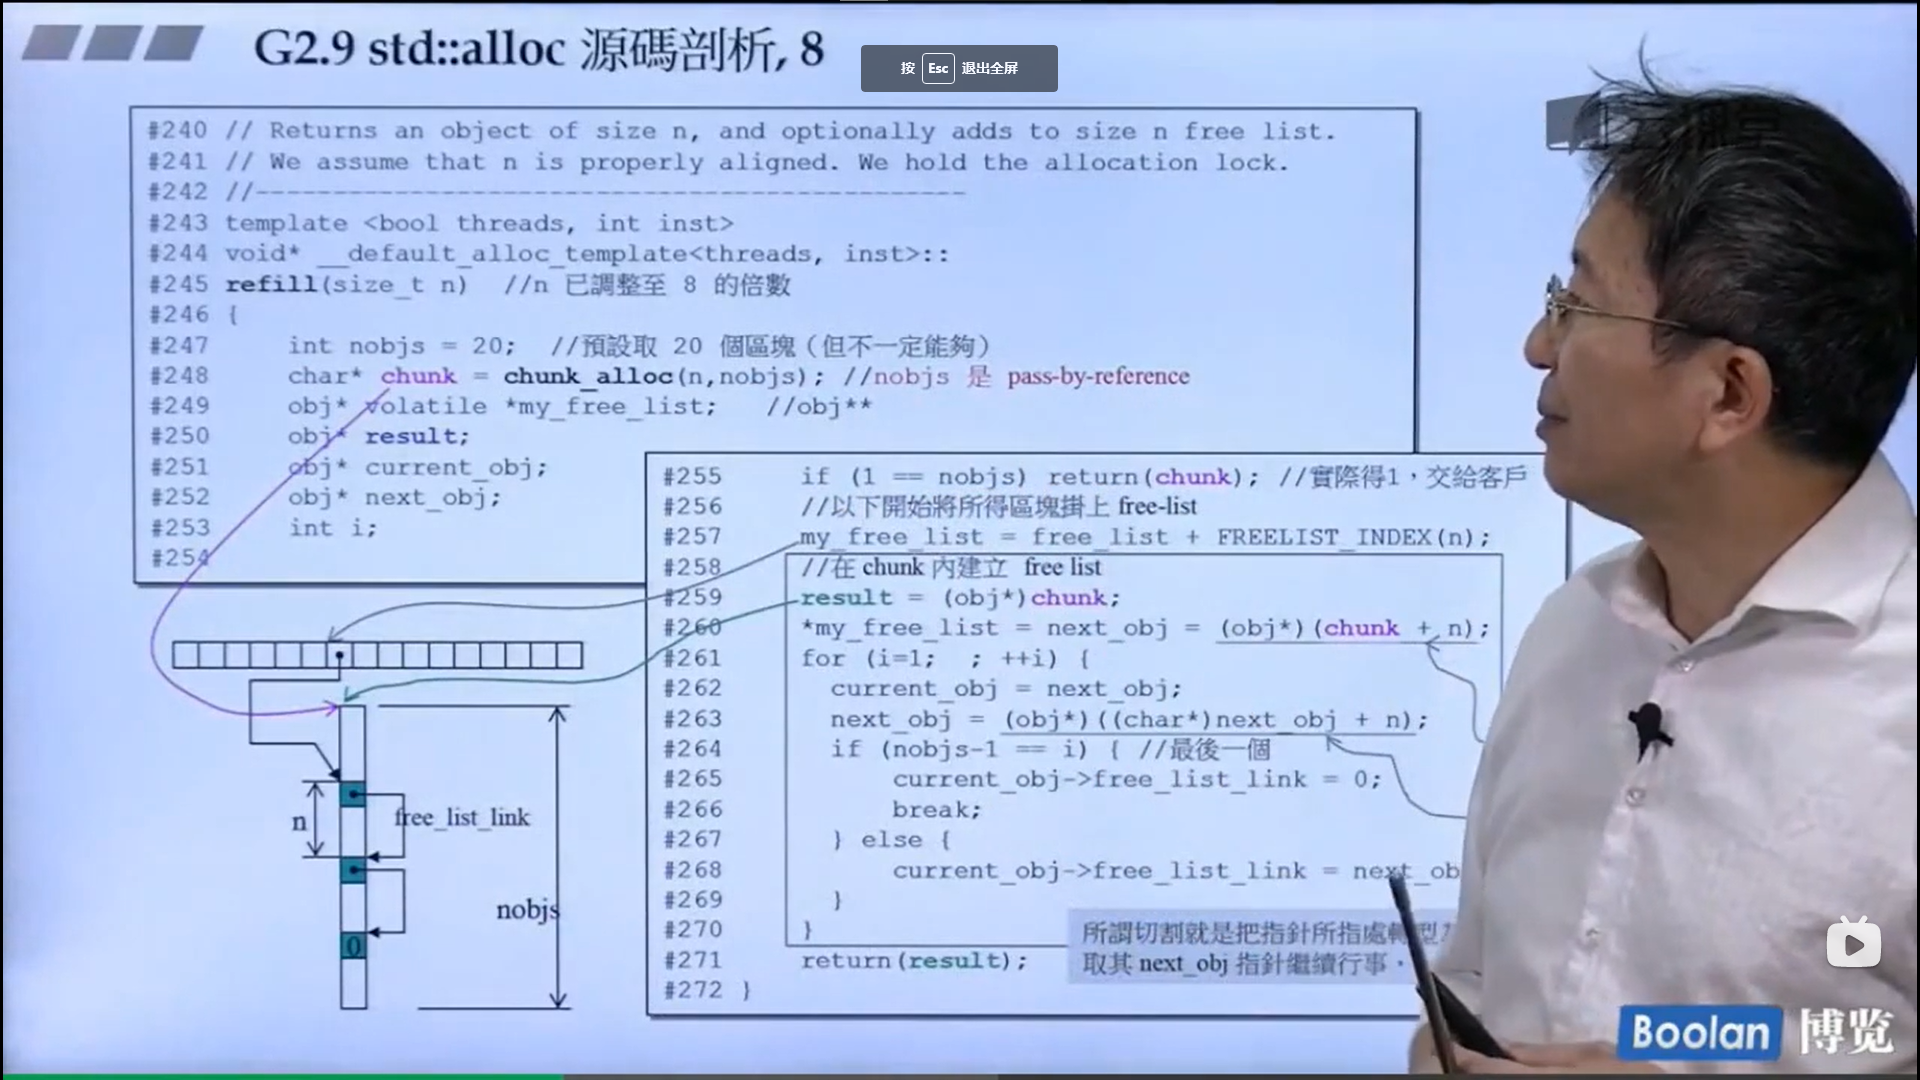 G2.9 std::alloc 源碼剖析, 8
按 Esc 退出全屏
#240 // Returns an object of size n, and optionally adds to size n free list.
#241 // We assume that n is properly aligned. We hold the allocation lock.
#242 //----------------------------------------------
#243 template <bool threads, int inst>
#244 void* __default_alloc_template<threads, inst>::
#245 refill(size_t n) //n 已調整至 8 的倍數
#246 {
#247 int nobjs = 20; //預設取 20 個區塊（但不一定能夠）
#248 char* chunk = chunk_alloc(n,nobjs); //nobjs 是 pass-by-reference
#249 obj* volatile *my_free_list; //obj**
#250 obj* result;
#251 obj* current_obj;
#252 obj* next_obj;
#253 int i;
#254
#255 if (1 == nobjs) return(chunk); //實際得1，交給客戶
#256 //以下開始將所得區塊掛上 free-list
#257 my_free_list = free_list + FREELIST_INDEX(n);
#258 //在 chunk 內建立 free list
#259 result = (obj*)chunk;
#260 *my_free_list = next_obj = (obj*)(chunk + n);
#261 for (i=1; ; ++i) {
#262 current_obj = next_obj;
#263 next_obj = (obj*)((char*)next_obj + n);
#264 if (nobjs-1 == i) { //最後一個
#265 current_obj->free_list_link = 0;
#266 break;
#267 } else {
#268 current_obj->free_list_link = next_ob
#269 }
#270 }
#271 return(result);
#272 }
所謂切割就是把指針所指處轉型
取其 next_obj 指針繼續行事。
n
free_list_link
nobjs
0
Boolan 博览